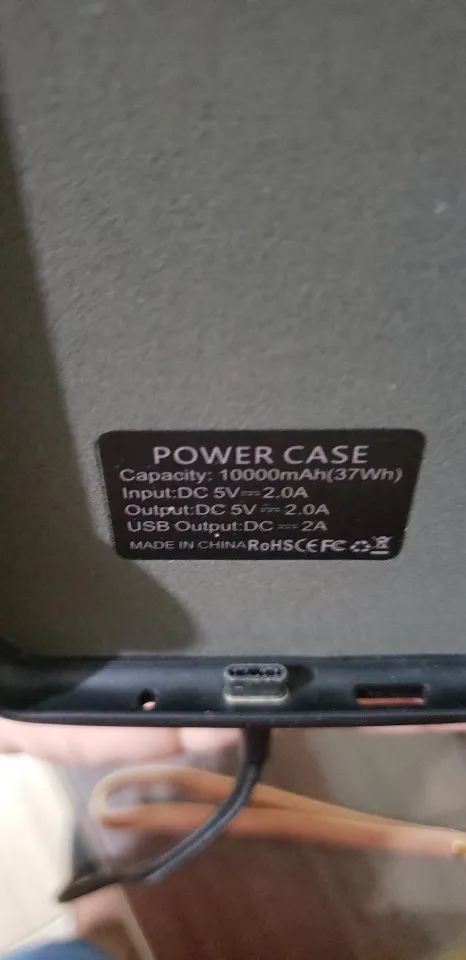 POWER CASE
Capacity: 10000mAh(37Wh)
Input:DC 5V⎓2.0A
Output:DC 5V⎓2.0A
USB Output:DC⎓2A
MADE IN CHINA RoHS CE FC